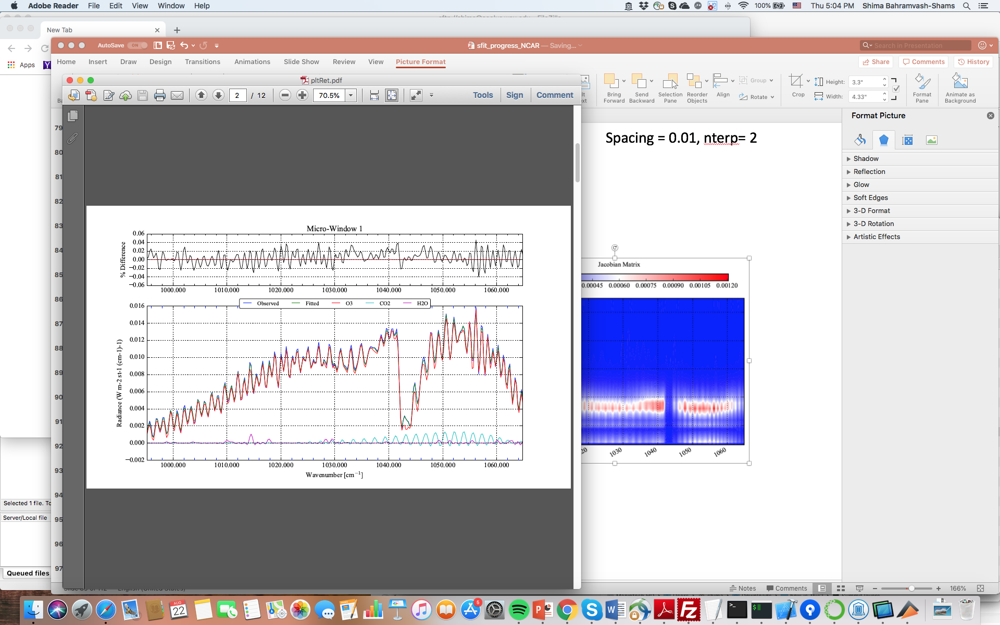 Adobe Reader File Edit View Window Help 100% Thu 5:04 PM Shima Bahramvash-Shams
New Tab
Apps
AutoSave ON sfit_progress_NCAR — Saving... Search in Presentation
Home Insert Draw Design Transitions Animations Slide Show Review View Picture Format Share Comments History
pltRet.pdf
2 / 12 70.5% Tools Sign Comment
Bring Forward
Send Backward
Selection Pane
Reorder Objects
Align
Group
Rotate
Crop
Height: 3.3"
Width: 4.33"
Format Pane
Animate as Background
Format Picture
Shadow
Reflection
Glow
Soft Edges
3-D Format
3-D Rotation
Artistic Effects
79
80
81
82
83
84
85
86
87
88
89
90
91
92
93
94
95
96
97
Spacing = 0.01, nterp= 2
Micro-Window 1
% Difference
0.06
0.04
0.02
0.00
−0.02
−0.04
−0.06
1000.000 1010.000 1020.000 1030.000 1040.000 1050.000 1060.000
Observed Fitted O3 CO2 H2O
Radiance (W m-2 st-1 (cm-1)-1)
0.016
0.014
0.012
0.010
0.008
0.006
0.004
0.002
0.000
−0.002
1000.000 1010.000 1020.000 1030.000 1040.000 1050.000 1060.000
Wavenumber [cm⁻¹]
Jacobian Matrix
0.00045 0.00060 0.00075 0.00090 0.00105 0.00120
20 1030 1040 1050 1060
Selected 1 file. To
Server/Local file
Queued files
English (United States)
Notes Comments 166%
AUG
22
5